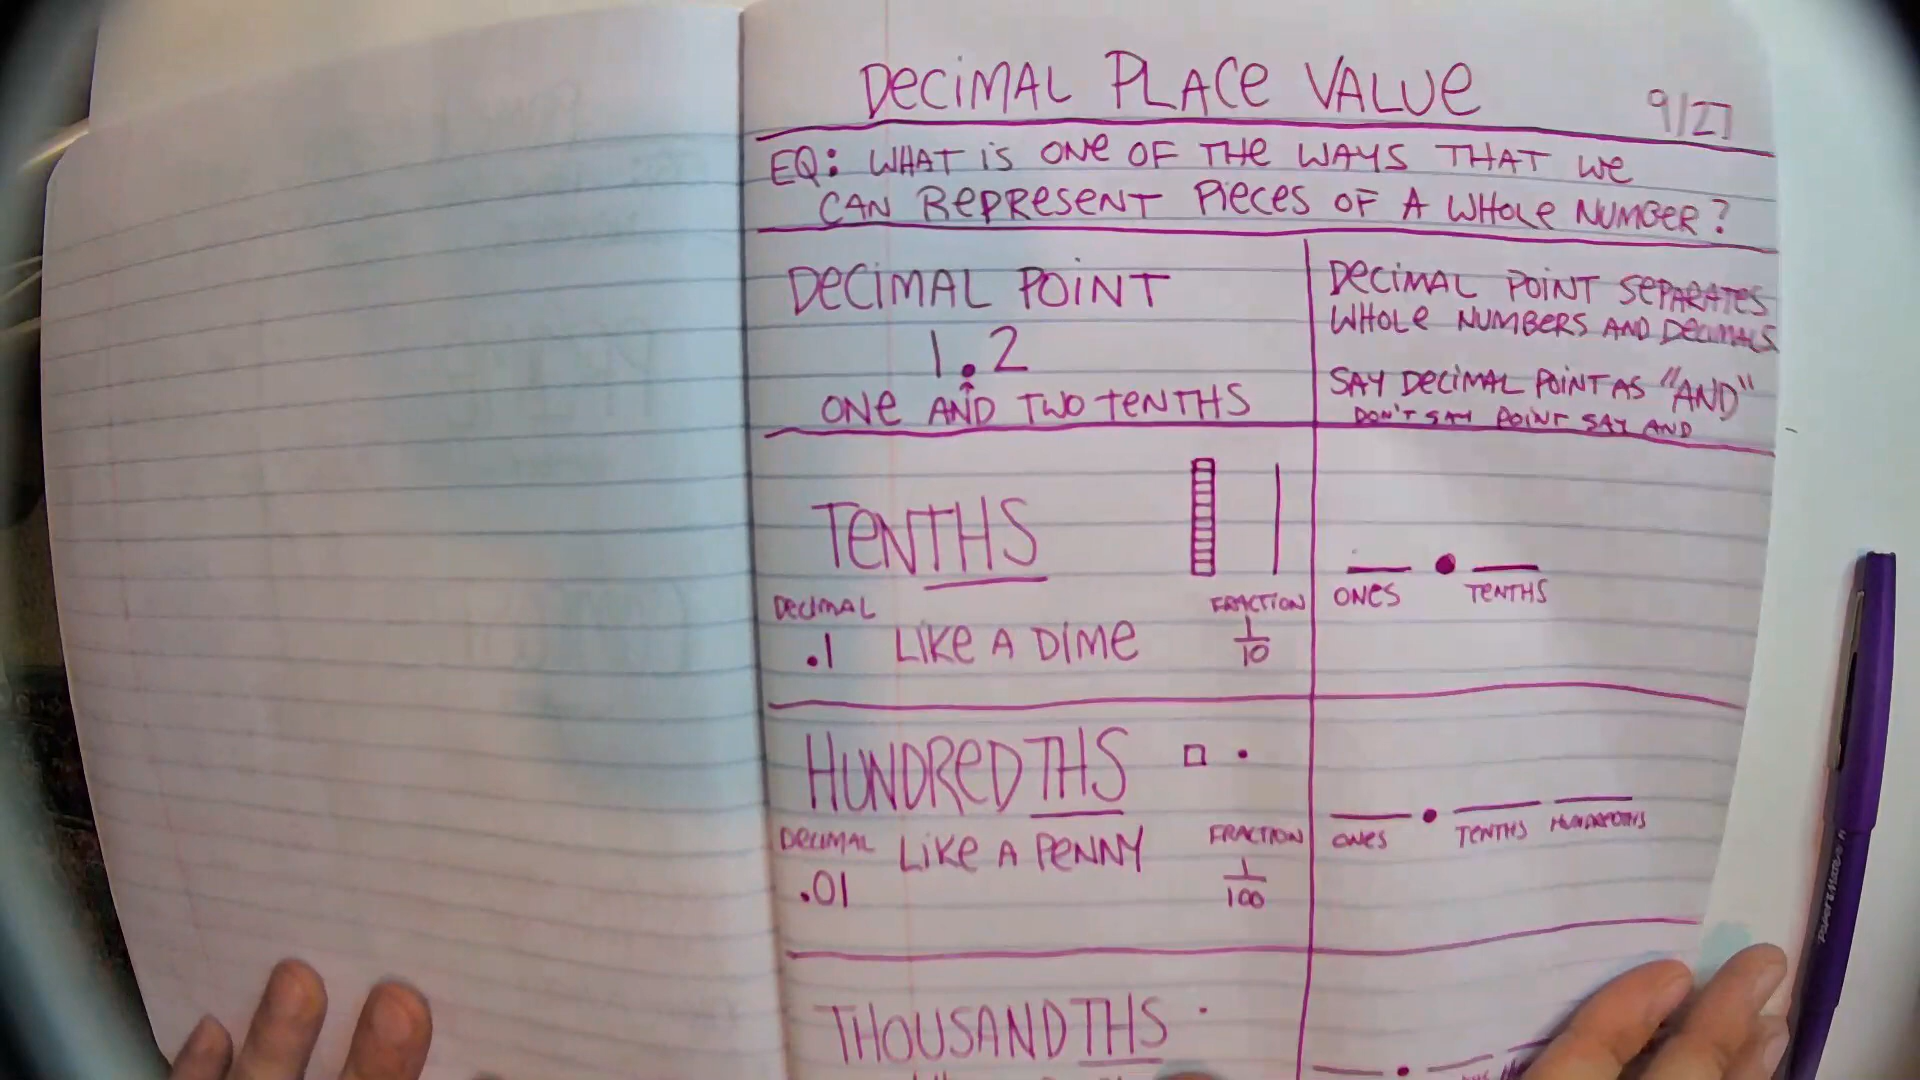 DECIMAL PLACE VALUE
9/27
EQ: WHAT IS ONE OF THE WAYS THAT WE
CAN REPRESENT PIECES OF A WHOLE NUMBER?
DECIMAL POINT
1.2
ONE AND TWO TENTHS
DECIMAL POINT SEPARATES
WHOLE NUMBERS AND DECIMALS
SAY DECIMAL POINT AS "AND"
DON'T SAY POINT SAY AND
TENTHS
DECIMAL
.1
LIKE A DIME
FRACTION
1/10
ONES . TENTHS
HUNDREDTHS
DECIMAL
.01
LIKE A PENNY
FRACTION
1/100
ONES . TENTHS HUNDREDTHS
THOUSANDTHS
PAPERMATE